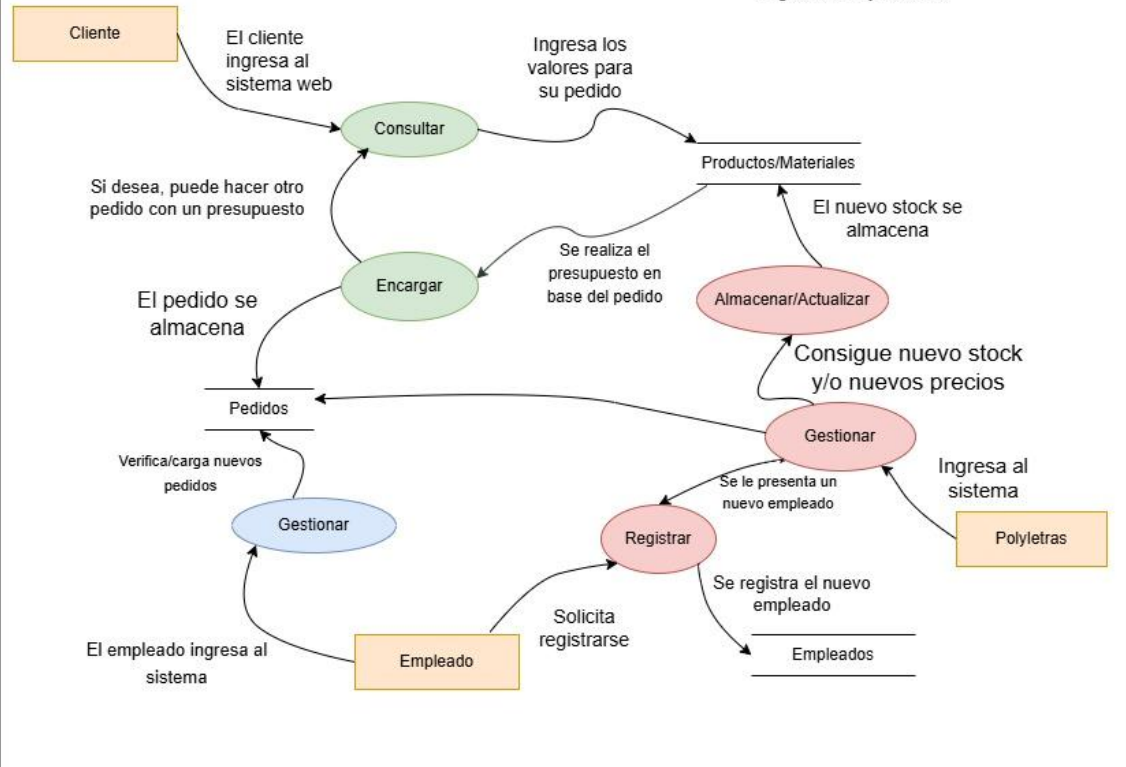 Cliente
El cliente
ingresa al
sistema web
Ingresa los
valores para
su pedido
Consultar
Productos/Materiales
Si desea, puede hacer otro
pedido con un presupuesto
El nuevo stock se
almacena
Se realiza el
presupuesto en
base del pedido
Encargar
Almacenar/Actualizar
El pedido se
almacena
Consigue nuevo stock
y/o nuevos precios
Pedidos
Gestionar
Verifica/carga nuevos
pedidos
Se le presenta un
nuevo empleado
Ingresa al
sistema
Gestionar
Registrar
Polyletras
Se registra el nuevo
empleado
Solicita
registrarse
El empleado ingresa al
sistema
Empleado
Empleados